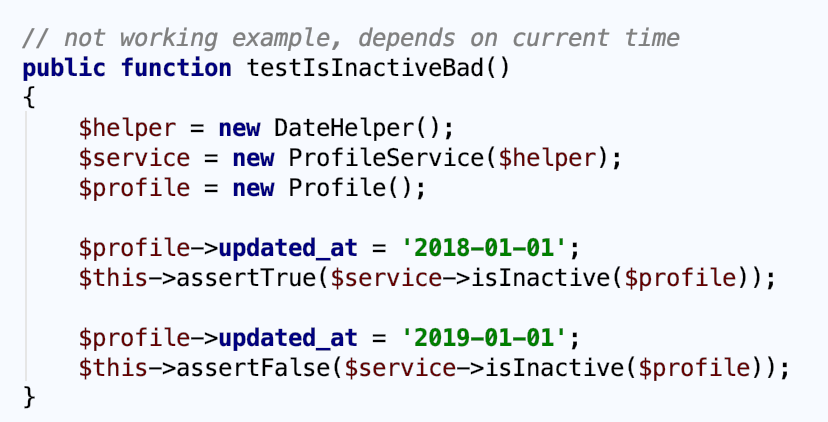 // not working example, depends on current time
public function testIsInactiveBad()
{
    $helper = new DateHelper();
    $service = new ProfileService($helper);
    $profile = new Profile();

    $profile->updated_at = '2018-01-01';
    $this->assertTrue($service->isInactive($profile));

    $profile->updated_at = '2019-01-01';
    $this->assertFalse($service->isInactive($profile));
}